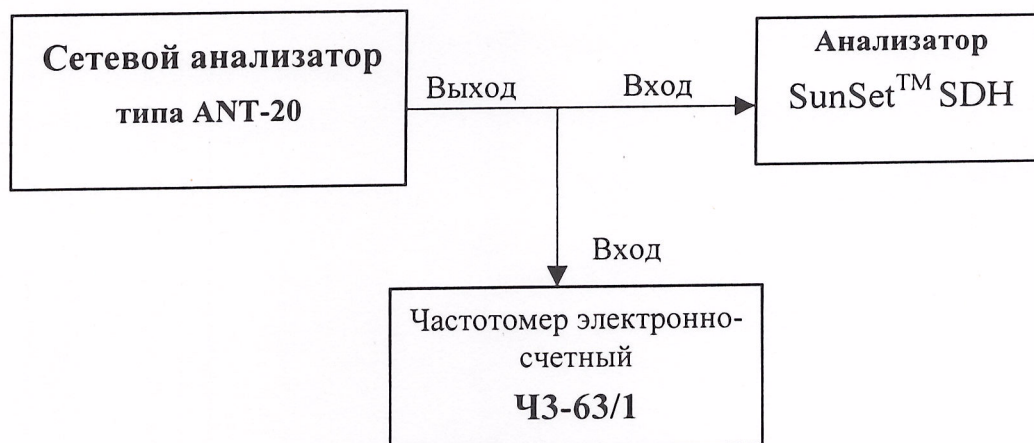 Сетевой анализатор
типа ANT-20
Выход
Вход
Анализатор
SunSet™ SDH
Вход
Частотомер электронно-
счетный
Ч3-63/1